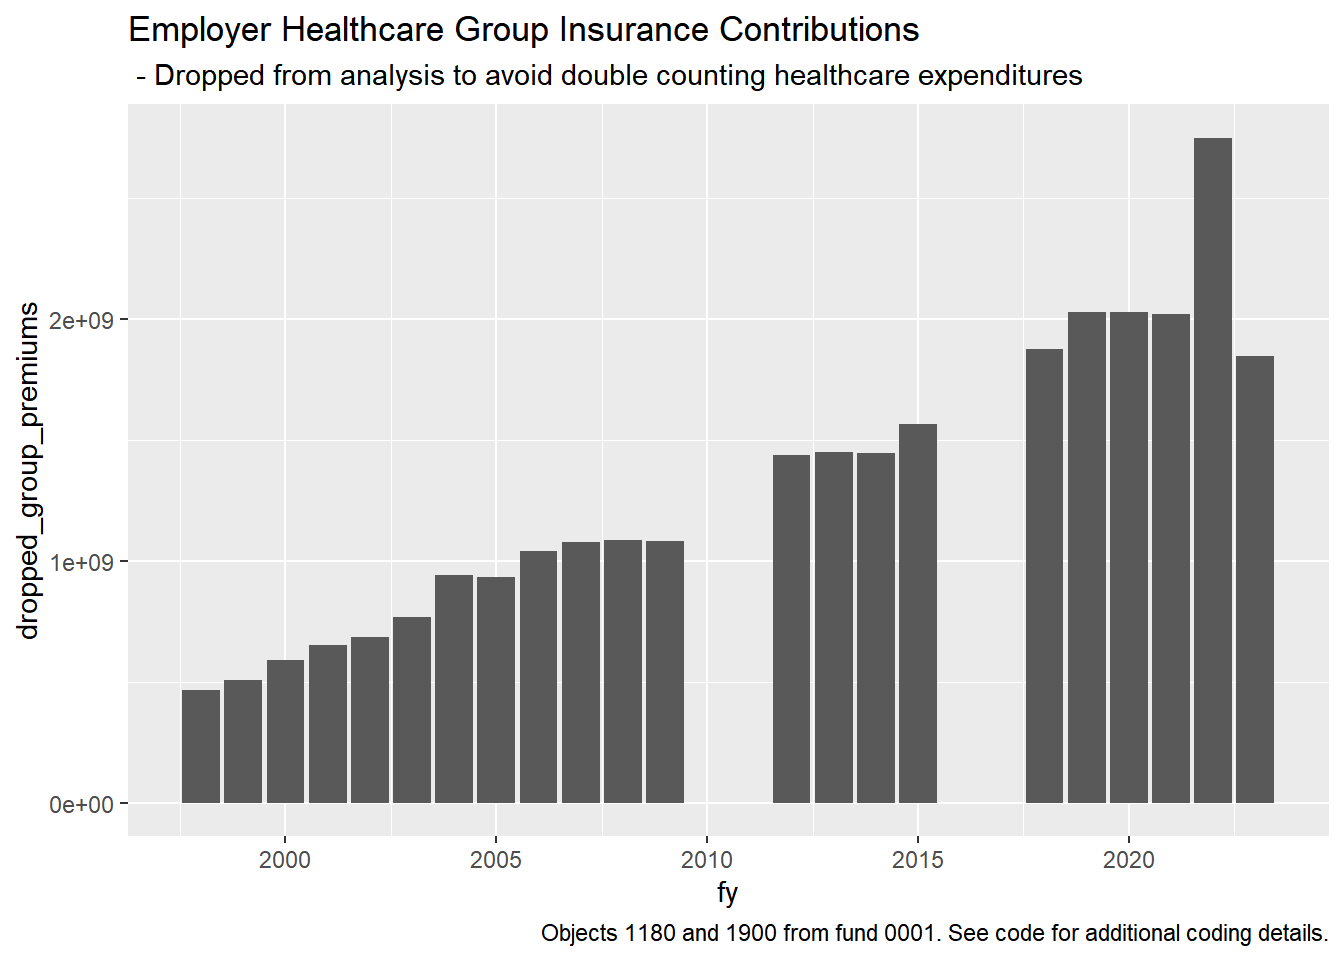 Employer Healthcare Group Insurance Contributions
- Dropped from analysis to avoid double counting healthcare expenditures
dropped_group_premiums
2e+09
1e+09
0e+00
2000 2005 2010 2015 2020
fy
Objects 1180 and 1900 from fund 0001. See code for additional coding details.